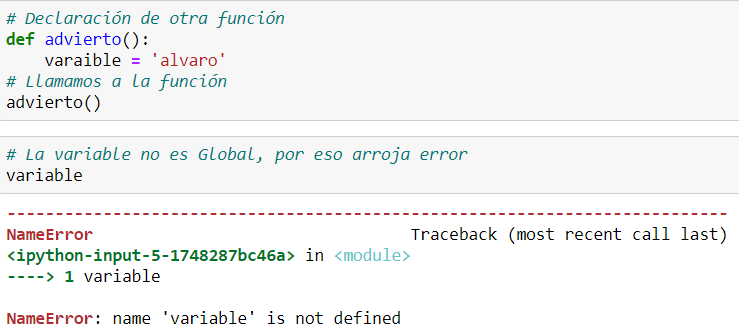 # Declaración de otra función
def advierto():
    varaible = 'alvaro'
# Llamamos a la función
advierto()
# La variable no es Global, por eso arroja error
variable
---------------------------------------------------------------------------
NameError                                 Traceback (most recent call last)
<ipython-input-5-1748287bc46a> in <module>
----> 1 variable
NameError: name 'variable' is not defined